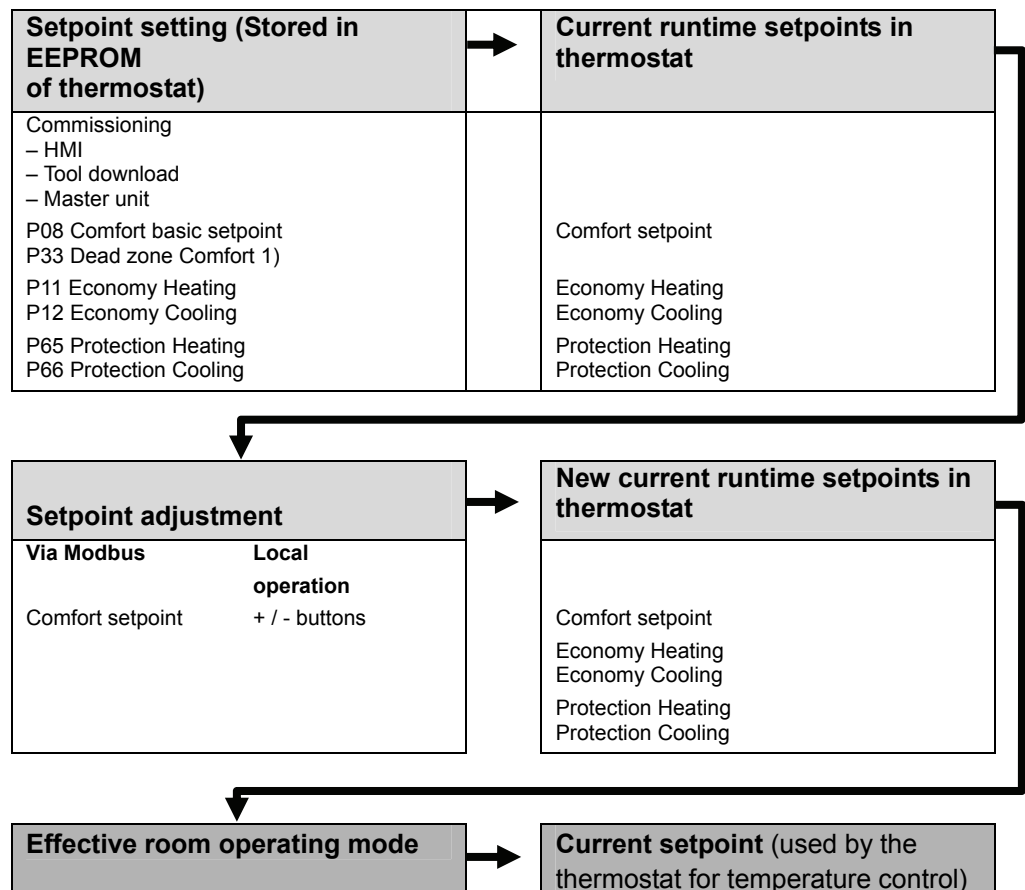 Setpoint setting (Stored in
EEPROM
of thermostat)
Current runtime setpoints in
thermostat
Commissioning
– HMI
– Tool download
– Master unit
P08 Comfort basic setpoint
P33 Dead zone Comfort 1)
Comfort setpoint
P11 Economy Heating
P12 Economy Cooling
Economy Heating
Economy Cooling
P65 Protection Heating
P66 Protection Cooling
Protection Heating
Protection Cooling
Setpoint adjustment
New current runtime setpoints in
thermostat
Via Modbus
Local
operation
Comfort setpoint
+ / - buttons
Comfort setpoint
Economy Heating
Economy Cooling
Protection Heating
Protection Cooling
Effective room operating mode
Current setpoint (used by the
thermostat for temperature control)